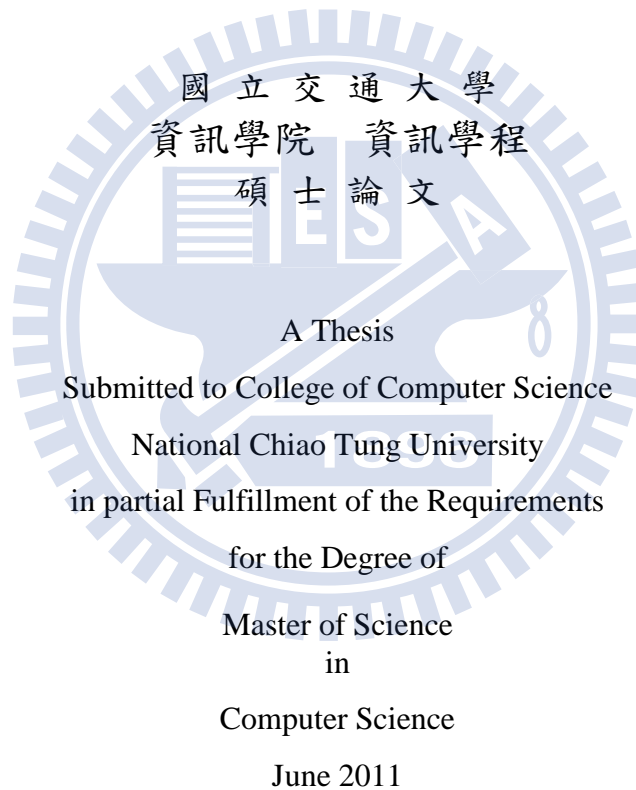 國 立 交 通 大 學
資訊學院 資訊學程
碩 士 論 文
E S A
A Thesis
Submitted to College of Computer Science
National Chiao Tung University
1896
in partial Fulfillment of the Requirements
for the Degree of
Master of Science
in
Computer Science
June 2011